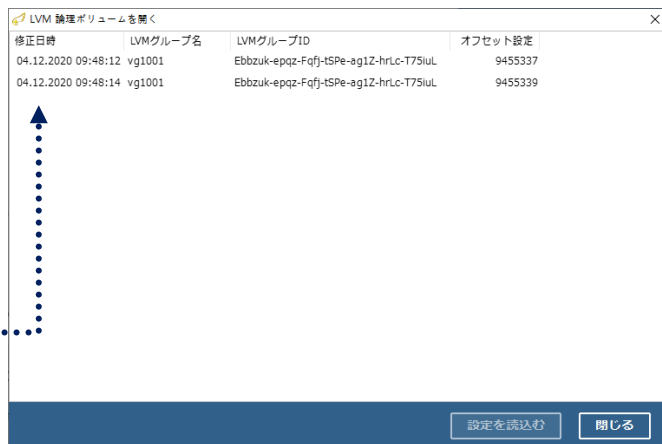 LVM 論理ボリュームを開く
修正日時 LVMグループ名 LVMグループID オフセット設定
04.12.2020 09:48:12 vg1001 Ebbzuk-epqz-Fqfj-tSPe-ag1Z-hrLc-T75iuL 9455337
04.12.2020 09:48:14 vg1001 Ebbzuk-epqz-Fqfj-tSPe-ag1Z-hrLc-T75iuL 9455339
設定を読込む 閉じる